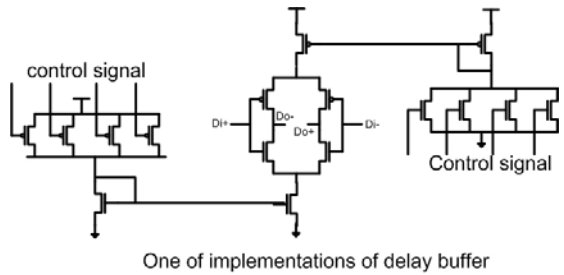 control signal
Di+
Do-
Do+
Di-
Control signal
One of implementations of delay buffer